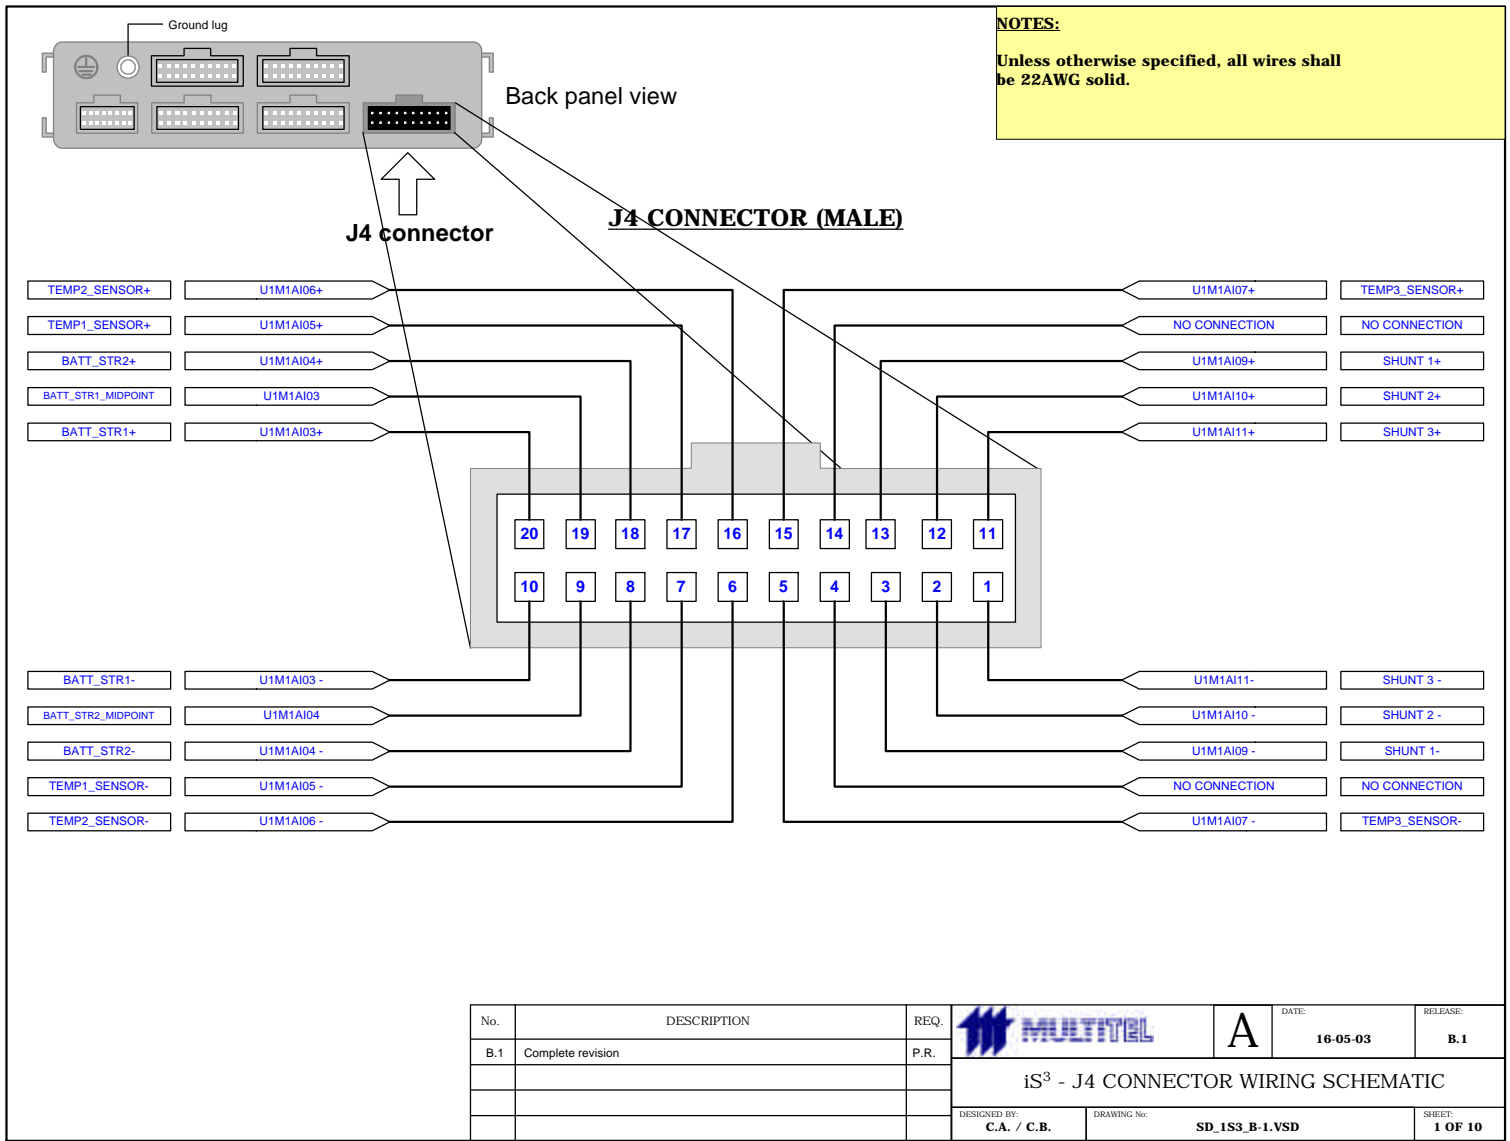 Ground lug
NOTES:
Unless otherwise specified, all wires shall
be 22AWG solid.
Back panel view
J4 connector
J4 CONNECTOR (MALE)
TEMP2_SENSOR+ U1M1AI06+ U1M1AI07+ TEMP3_SENSOR+
TEMP1_SENSOR+ U1M1AI05+ NO CONNECTION NO CONNECTION
BATT_STR2+ U1M1AI04+ U1M1AI09+ SHUNT 1+
BATT_STR1_MIDPOINT U1M1AI03 U1M1AI10+ SHUNT 2+
BATT_STR1+ U1M1AI03+ U1M1AI11+ SHUNT 3+
20 19 18 17 16 15 14 13 12 11
10 9 8 7 6 5 4 3 2 1
BATT_STR1- U1M1AI03 - U1M1AI11- SHUNT 3 -
BATT_STR2_MIDPOINT U1M1AI04 U1M1AI10 - SHUNT 2 -
BATT_STR2- U1M1AI04 - U1M1AI09 - SHUNT 1-
TEMP1_SENSOR- U1M1AI05 - NO CONNECTION NO CONNECTION
TEMP2_SENSOR- U1M1AI06 - U1M1AI07 - TEMP3_SENSOR-
No. DESCRIPTION REQ.
B.1 Complete revision P.R.
MULTITEL
A
DATE:
16-05-03
RELEASE:
B.1
iS³ - J4 CONNECTOR WIRING SCHEMATIC
DESIGNED BY:
C.A. / C.B.
DRAWING No:
SD_1S3_B-1.VSD
SHEET:
1 OF 10